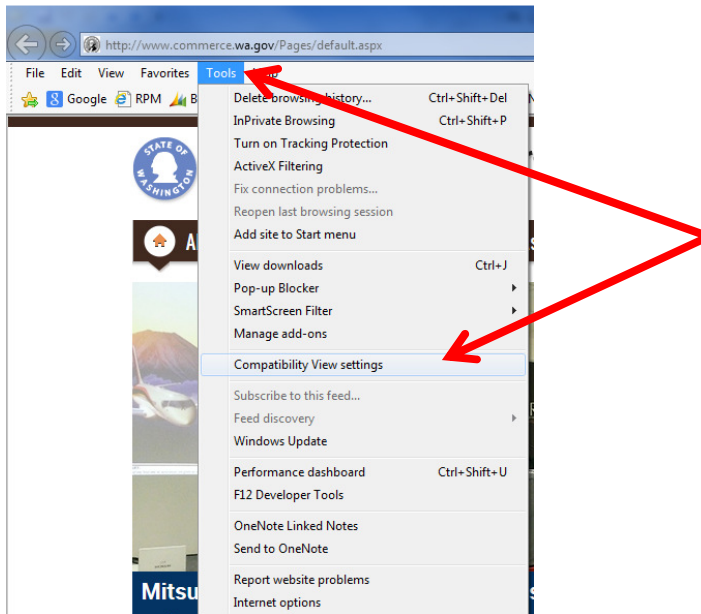 http://www.commerce.wa.gov/Pages/default.aspx
File Edit View Favorites Tools
Google RPM B
Delete browsing history... Ctrl+Shift+Del
InPrivate Browsing Ctrl+Shift+P
Turn on Tracking Protection
ActiveX Filtering
Fix connection problems...
Reopen last browsing session
Add site to Start menu
View downloads Ctrl+J
Pop-up Blocker
SmartScreen Filter
Manage add-ons
Compatibility View settings
Subscribe to this feed...
Feed discovery
Windows Update
Performance dashboard Ctrl+Shift+U
F12 Developer Tools
OneNote Linked Notes
Send to OneNote
Report website problems
Internet options
STATE OF WASHINGTON
A
Mitsu